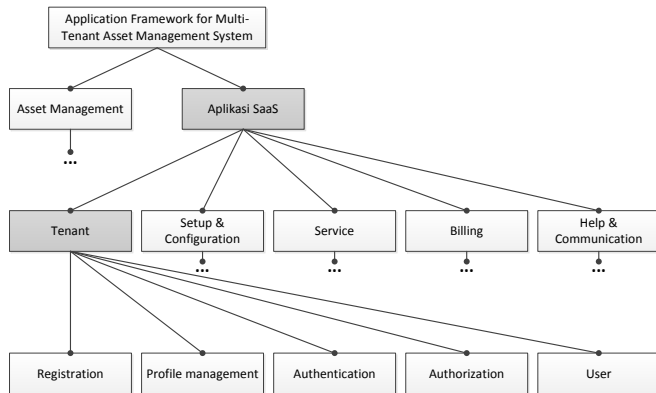 Application Framework for Multi-
Tenant Asset Management System
Asset Management
Aplikasi SaaS
...
Tenant
Setup &
Configuration
Service
Billing
Help &
Communication
...
...
...
...
Registration
Profile management
Authentication
Authorization
User